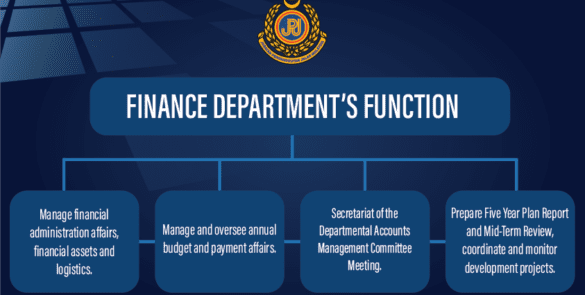 JPJ
FINANCE DEPARTMENT'S FUNCTION
Manage financial
administration affairs,
financial assets and
logistics.
Manage and oversee annual
budget and payment affairs.
Secretariat of the
Departmental Accounts
Management Committee
Meeting.
Prepare Five Year Plan Report
and Mid-Term Review,
coordinate and monitor
development projects.